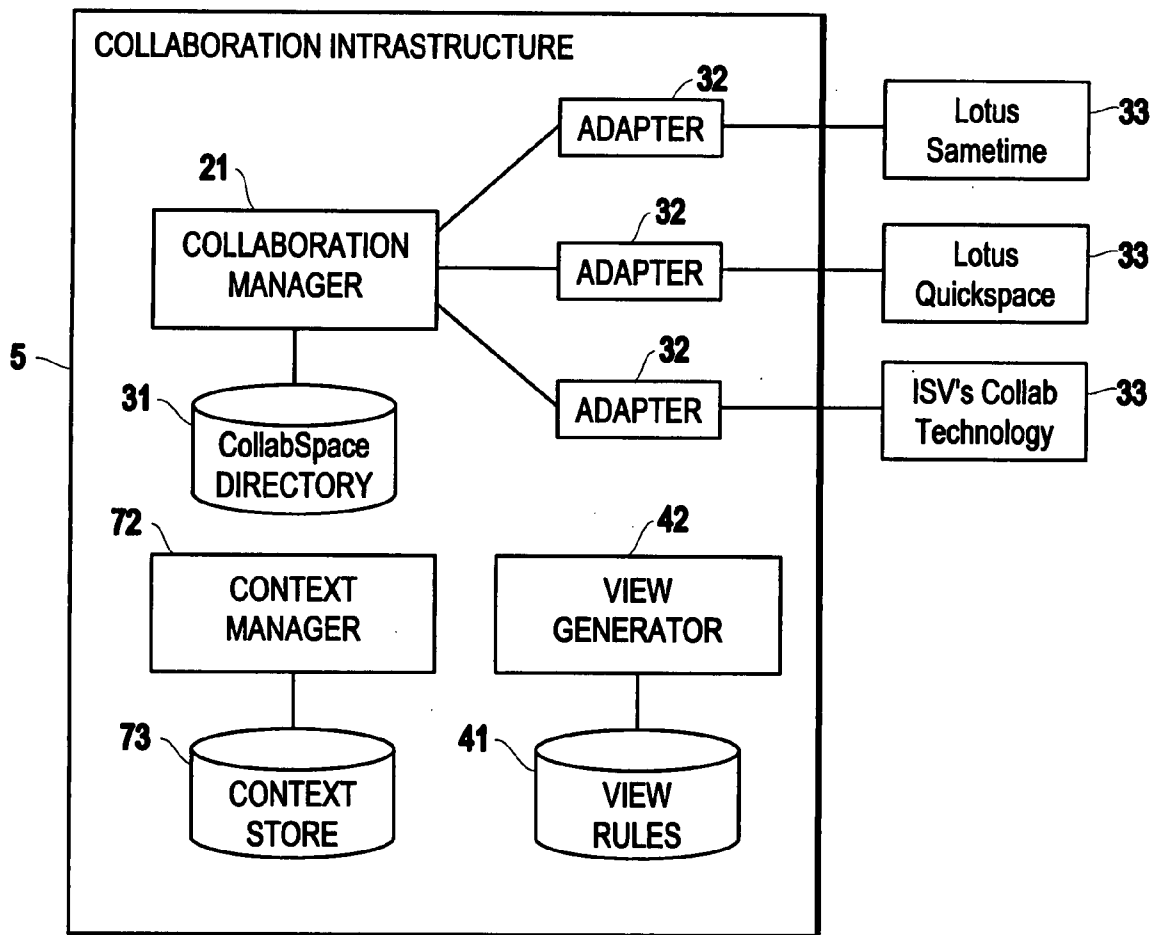 COLLABORATION INTRASTRUCTURE
32
ADAPTER
Lotus
Sametime
33
21
COLLABORATION
MANAGER
32
ADAPTER
Lotus
Quickspace
33
5
32
ADAPTER
ISV's Collab
Technology
33
31
CollabSpace
DIRECTORY
72
CONTEXT
MANAGER
42
VIEW
GENERATOR
73
CONTEXT
STORE
41
VIEW
RULES